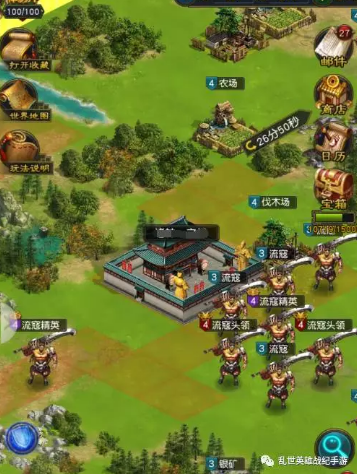 100/100
27
打开收藏
邮件
4 农场
世界地图
商店
26分50秒
玩法说明
日历
4 伐木场
宝箱
3 流寇
3 流寇
4 流寇精英
4 流寇精英
4 流寇头领
4 流寇头领
3 流寇
3 银矿
乱世英雄战纪手游